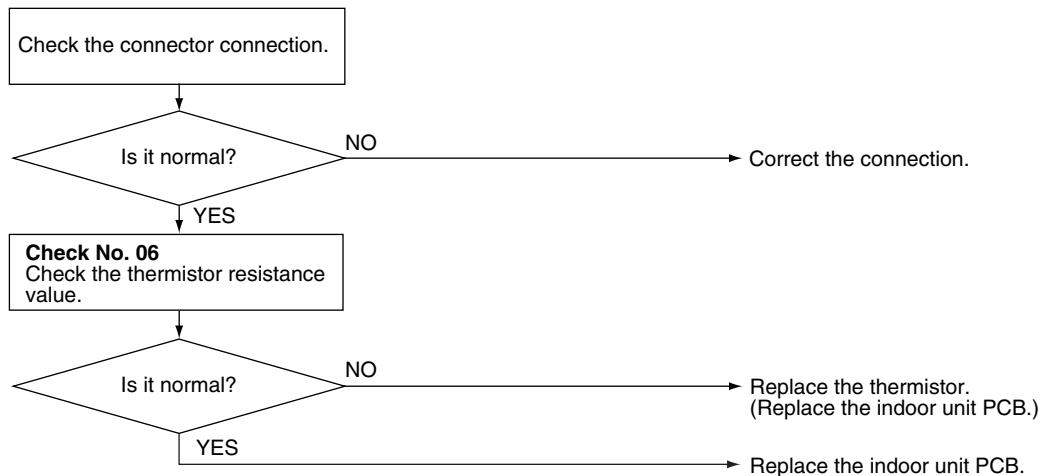 Check the connector connection.
Is it normal?
NO
Correct the connection.
YES
Check No. 06
Check the thermistor resistance
value.
Is it normal?
NO
Replace the thermistor.
(Replace the indoor unit PCB.)
YES
Replace the indoor unit PCB.